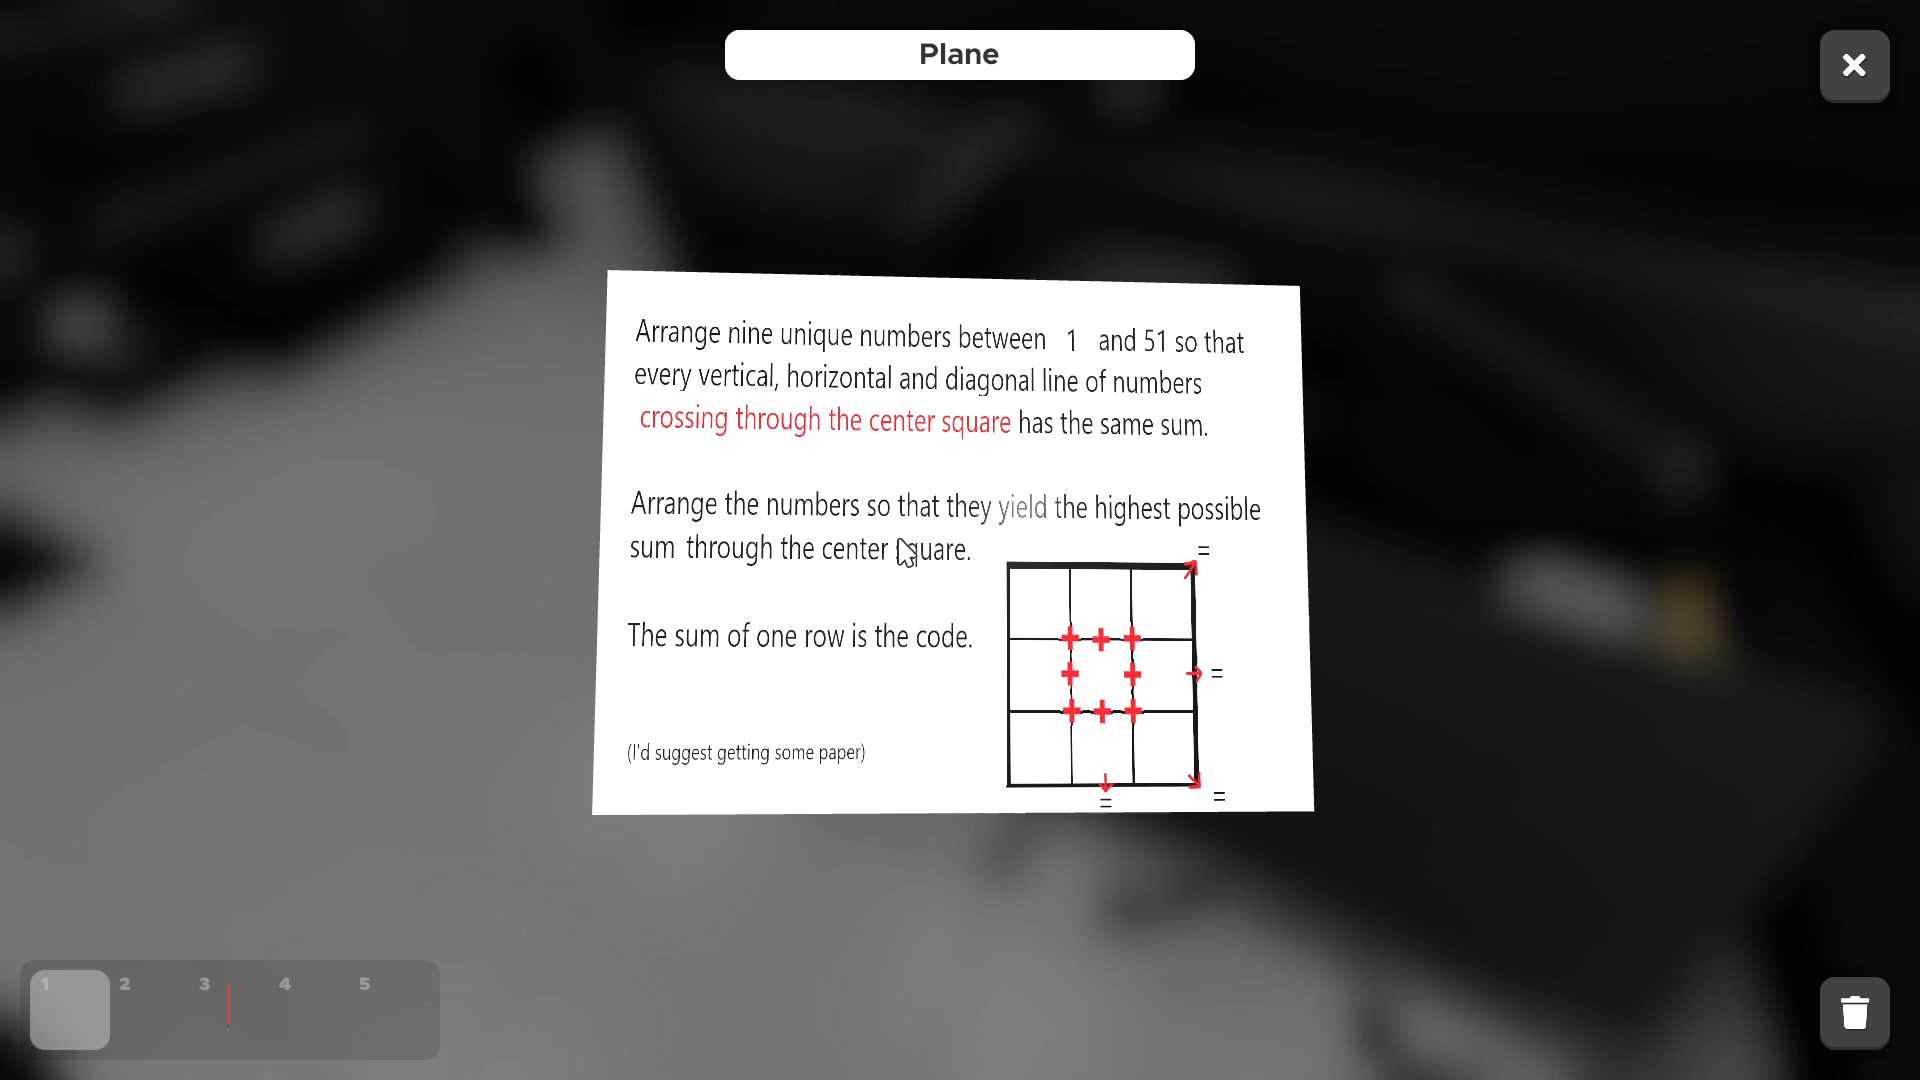 Plane
Arrange nine unique numbers between 1 and 51 so that
every vertical, horizontal and diagonal line of numbers
crossing through the center square has the same sum.
Arrange the numbers so that they yield the highest possible
sum through the center square.
=
=
The sum of one row is the code.
(I'd suggest getting some paper)
=
=
1 2 3 4 5